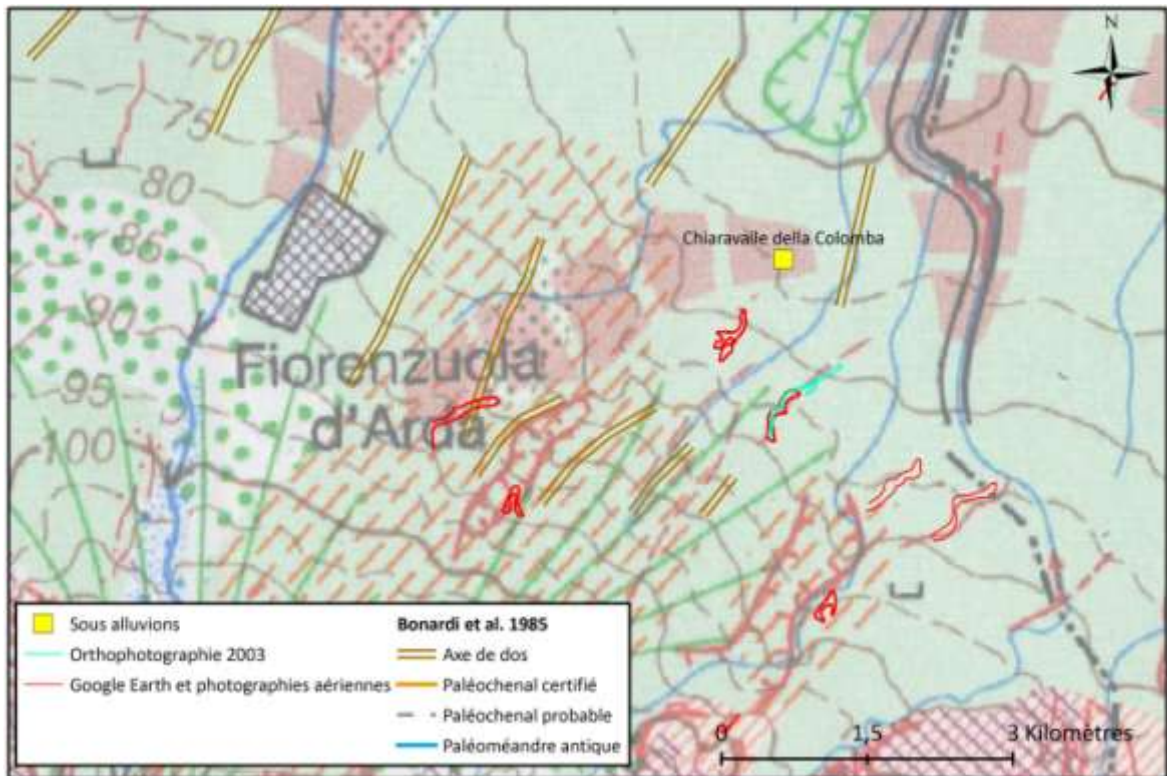 N
70
75
80
85
90
95
100
Chiaravalle della Colomba
Fiorenzuola
d'Arda
Sous alluvions
Orthophotographie 2003
Google Earth et photographies aériennes
Bonardi et al. 1985
Axe de dos
Paléochenal certifié
Paléochenal probable
Paléoméandre antique
0
1,5
3 Kilomètres